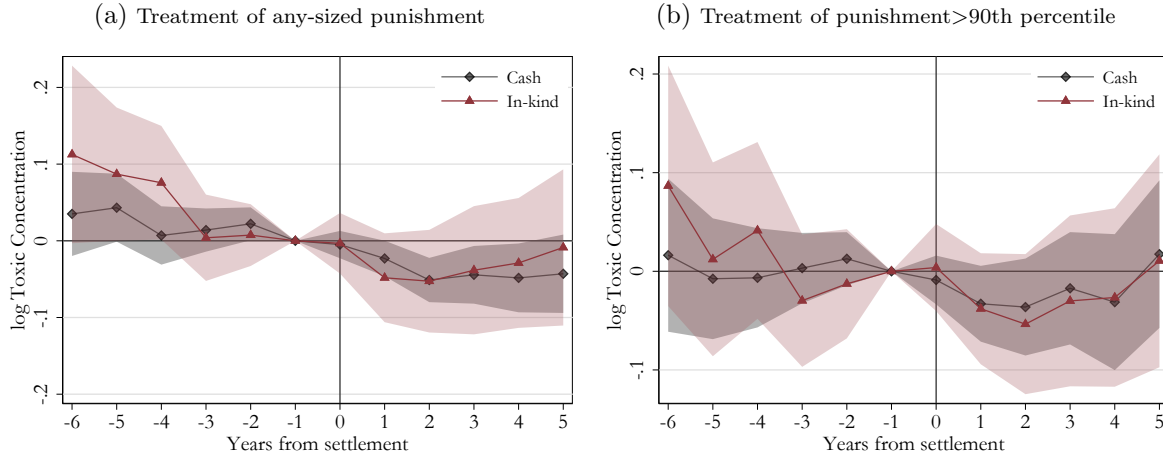 (a) Treatment of any-sized punishment
.2
.1
0
-.1
-.2
log Toxic Concentration
Cash
In-kind
-6 -5 -4 -3 -2 -1 0 1 2 3 4 5
Years from settlement
(b) Treatment of punishment>90th percentile
.2
.1
0
-.1
log Toxic Concentration
Cash
In-kind
-6 -5 -4 -3 -2 -1 0 1 2 3 4 5
Years from settlement